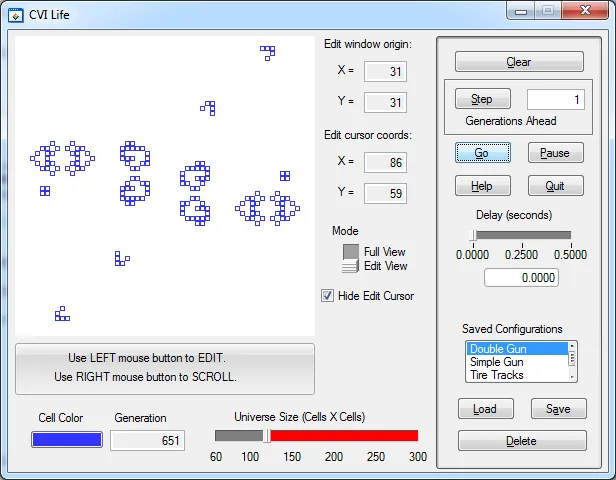 CVI Life
Edit window origin:
X = 31
Y = 31
Edit cursor coords:
X = 86
Y = 59
Mode
Full View
Edit View
Hide Edit Cursor
Use LEFT mouse button to EDIT.
Use RIGHT mouse button to SCROLL.
Cell Color
Generation
651
Universe Size (Cells X Cells)
60 100 150 200 250 300
Clear
Step 1
Generations Ahead
Go Pause
Help Quit
Delay (seconds)
0.0000 0.2500 0.5000
0.0000
Saved Configurations
Double Gun
Simple Gun
Tire Tracks
Load Save
Delete